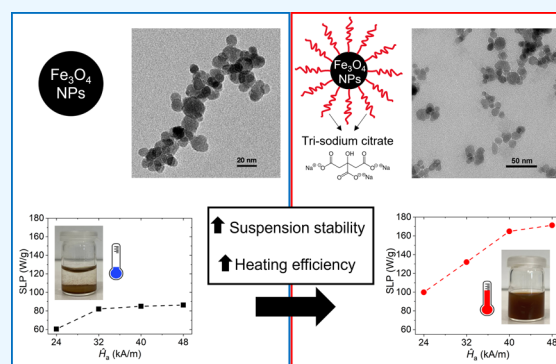 Fe₃O₄
NPs
20 nm
Fe₃O₄
NPs
Tri-sodium citrate
50 nm
180
160
140
120
100
80
60
SLP (W/g)
24 32 40 48
Hₐ (kA/m)
Suspension stability
Heating efficiency
180
160
140
120
100
80
60
SLP (W/g)
24 32 40 48
Hₐ (kA/m)